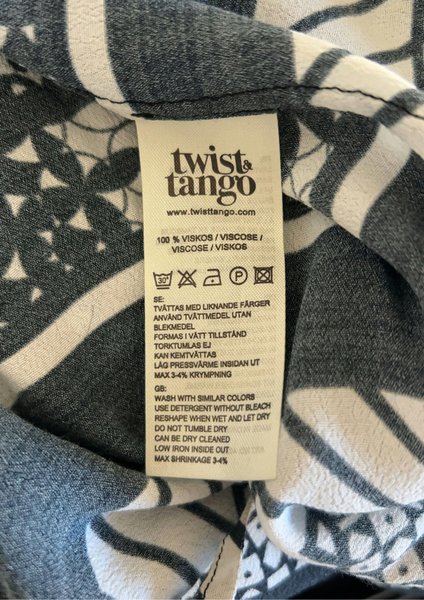 twist &
tango
www.twisttango.com
100 % VISKOS / VISCOSE /
VISCOSE / VISKOS
30°
P
SE:
TVÄTTAS MED LIKNANDE FÄRGER
ANVÄND TVÄTTMEDEL UTAN
BLEKMEDEL
FORMAS I VÅTT TILLSTÅND
TORKTUMLAS EJ
KAN KEMTVÄTTAS
LÅG PRESSVÄRME INSIDAN UT
MAX 3-4% KRYMPNING
GB:
WASH WITH SIMILAR COLORS
USE DETERGENT WITHOUT BLEACH
RESHAPE WHEN WET AND LET DRY
DO NOT TUMBLE DRY
CAN BE DRY CLEANED
LOW IRON INSIDE OUT
MAX SHRINKAGE 3-4%